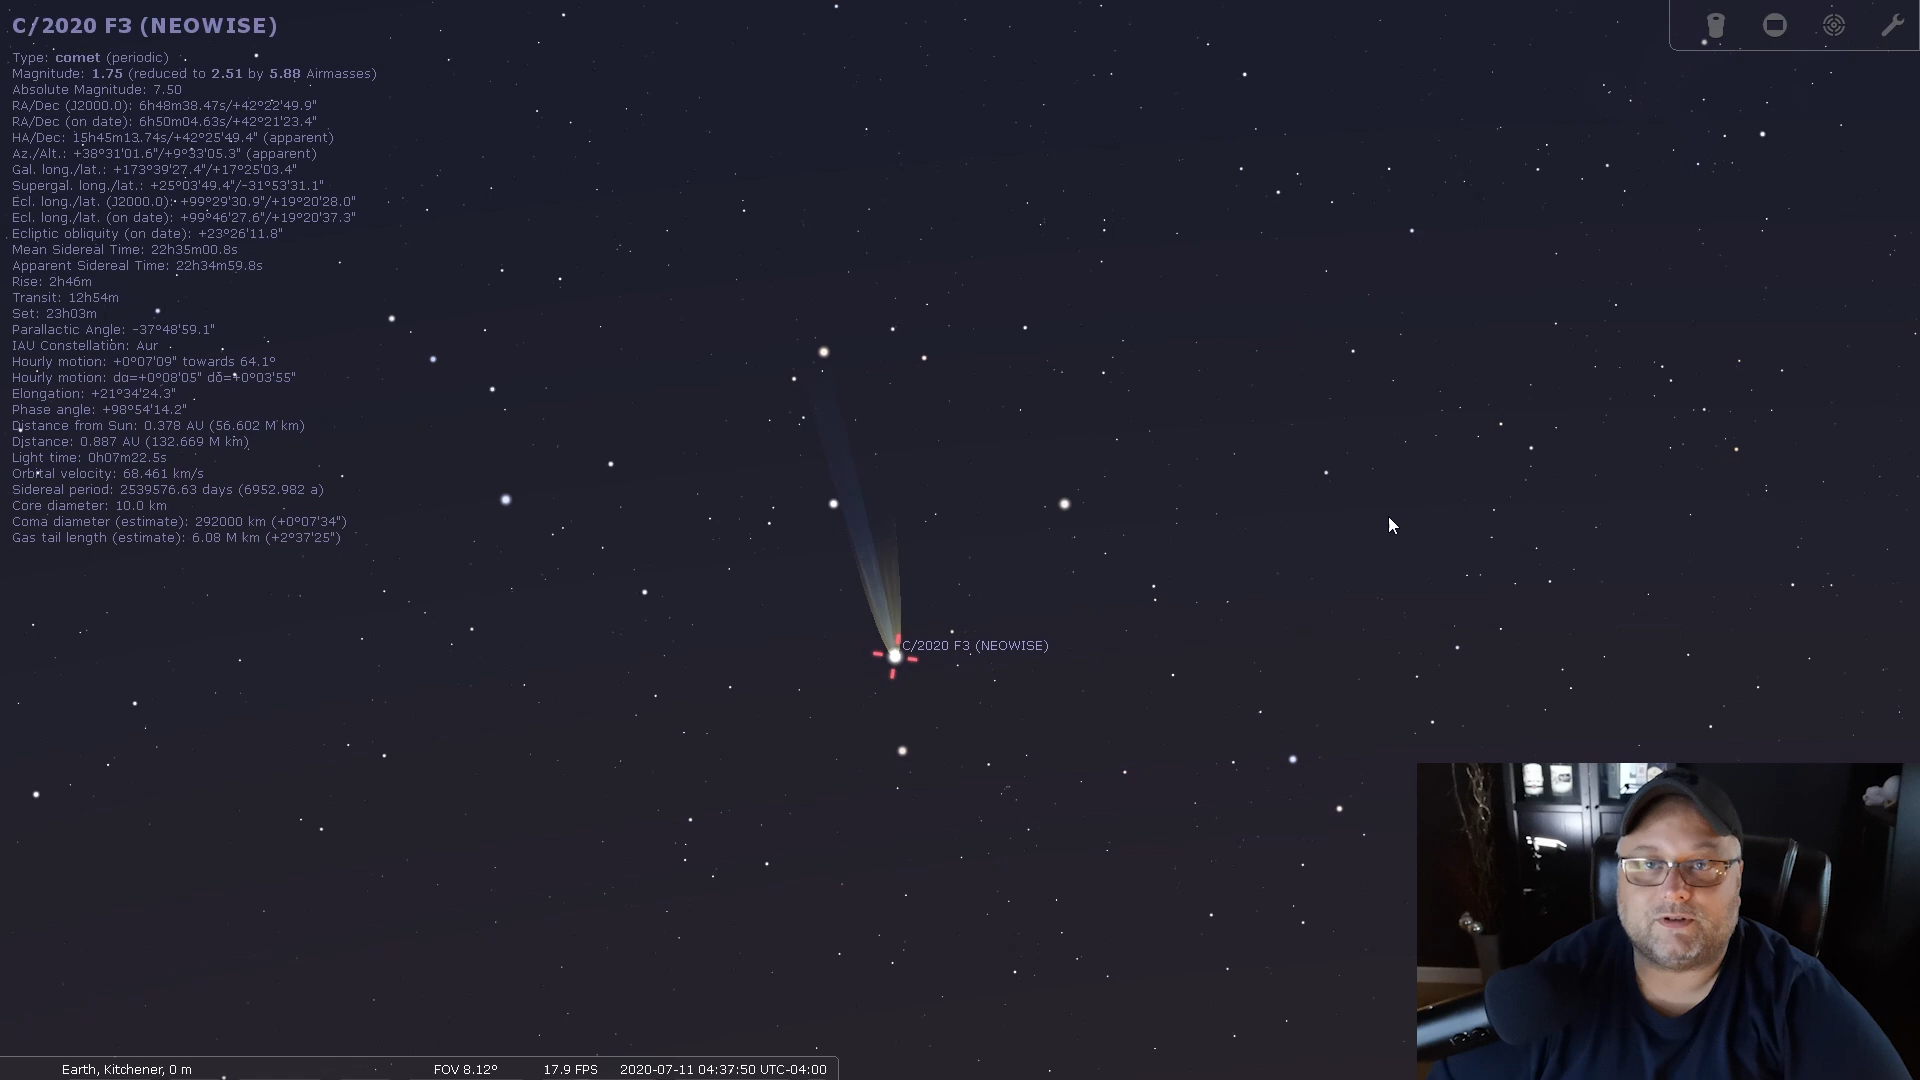 C/2020 F3 (NEOWISE)
Type: comet (periodic)
Magnitude: 1.75 (reduced to 2.51 by 5.88 Airmasses)
Absolute Magnitude: 7.50
RA/Dec (J2000.0): 6h48m38.47s/+42°22'49.9"
RA/Dec (on date): 6h50m04.63s/+42°21'23.4"
HA/Dec: 15h45m13.74s/+42°25'49.4" (apparent)
Az./Alt.: +38°31'01.6"/+9°33'05.3" (apparent)
Gal. long./lat.: +173°39'27.4"/+17°25'03.4"
Supergal. long./lat.: +25°03'49.4"/-31°53'31.1"
Ecl. long./lat. (J2000.0): +99°29'30.9"/+19°20'28.0"
Ecl. long./lat. (on date): +99°46'27.6"/+19°20'37.3"
Ecliptic obliquity (on date): +23°26'11.8"
Mean Sidereal Time: 22h35m00.8s
Apparent Sidereal Time: 22h34m59.8s
Rise: 2h46m
Transit: 12h54m
Set: 23h03m
Parallactic Angle: -37°48'59.1"
IAU Constellation: Aur
Hourly motion: +0°07'09" towards 64.1°
Hourly motion: dα=+0°08'05" dδ=+0°03'55"
Elongation: +21°34'24.3"
Phase angle: +98°54'14.2"
Distance from Sun: 0.378 AU (56.602 M km)
Distance: 0.887 AU (132.669 M km)
Light time: 0h07m22.5s
Orbital velocity: 68.461 km/s
Sidereal period: 2539576.63 days (6952.982 a)
Core diameter: 10.0 km
Coma diameter (estimate): 292000 km (+0°07'34")
Gas tail length (estimate): 6.08 M km (+2°37'25")
C/2020 F3 (NEOWISE)
Earth, Kitchener, 0 m FOV 8.12° 17.9 FPS 2020-07-11 04:37:50 UTC-04:00